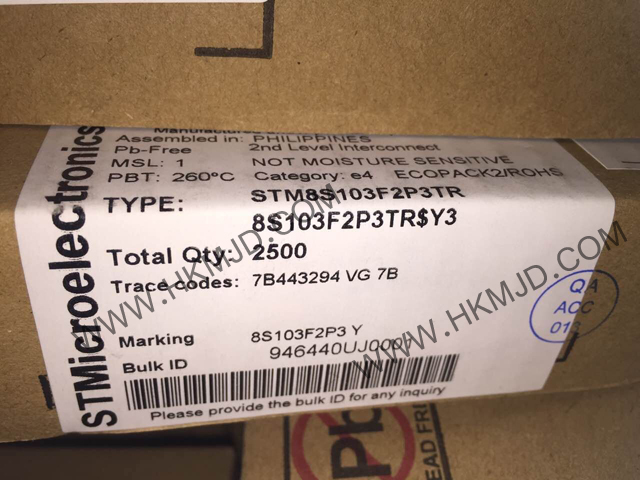 Assembled in: PHILIPPINES
Pb-Free 2nd Level Interconnect
MSL: 1 NOT MOISTURE SENSITIVE
PBT: 260°C Category: e4 ECOPACK2/ROHS
TYPE: STM8S103F2P3TR
8S103F2P3TR$Y3
Total Qty: 2500
Trace codes: 7B443294 VG 7B
Marking 8S103F2P3 Y
Bulk ID
Please provide the bulk ID for any inquiry
STMicroelectronics
QA
ACC
Pb
WWW.HKMJD.COM
WWW.HKMJD.COM